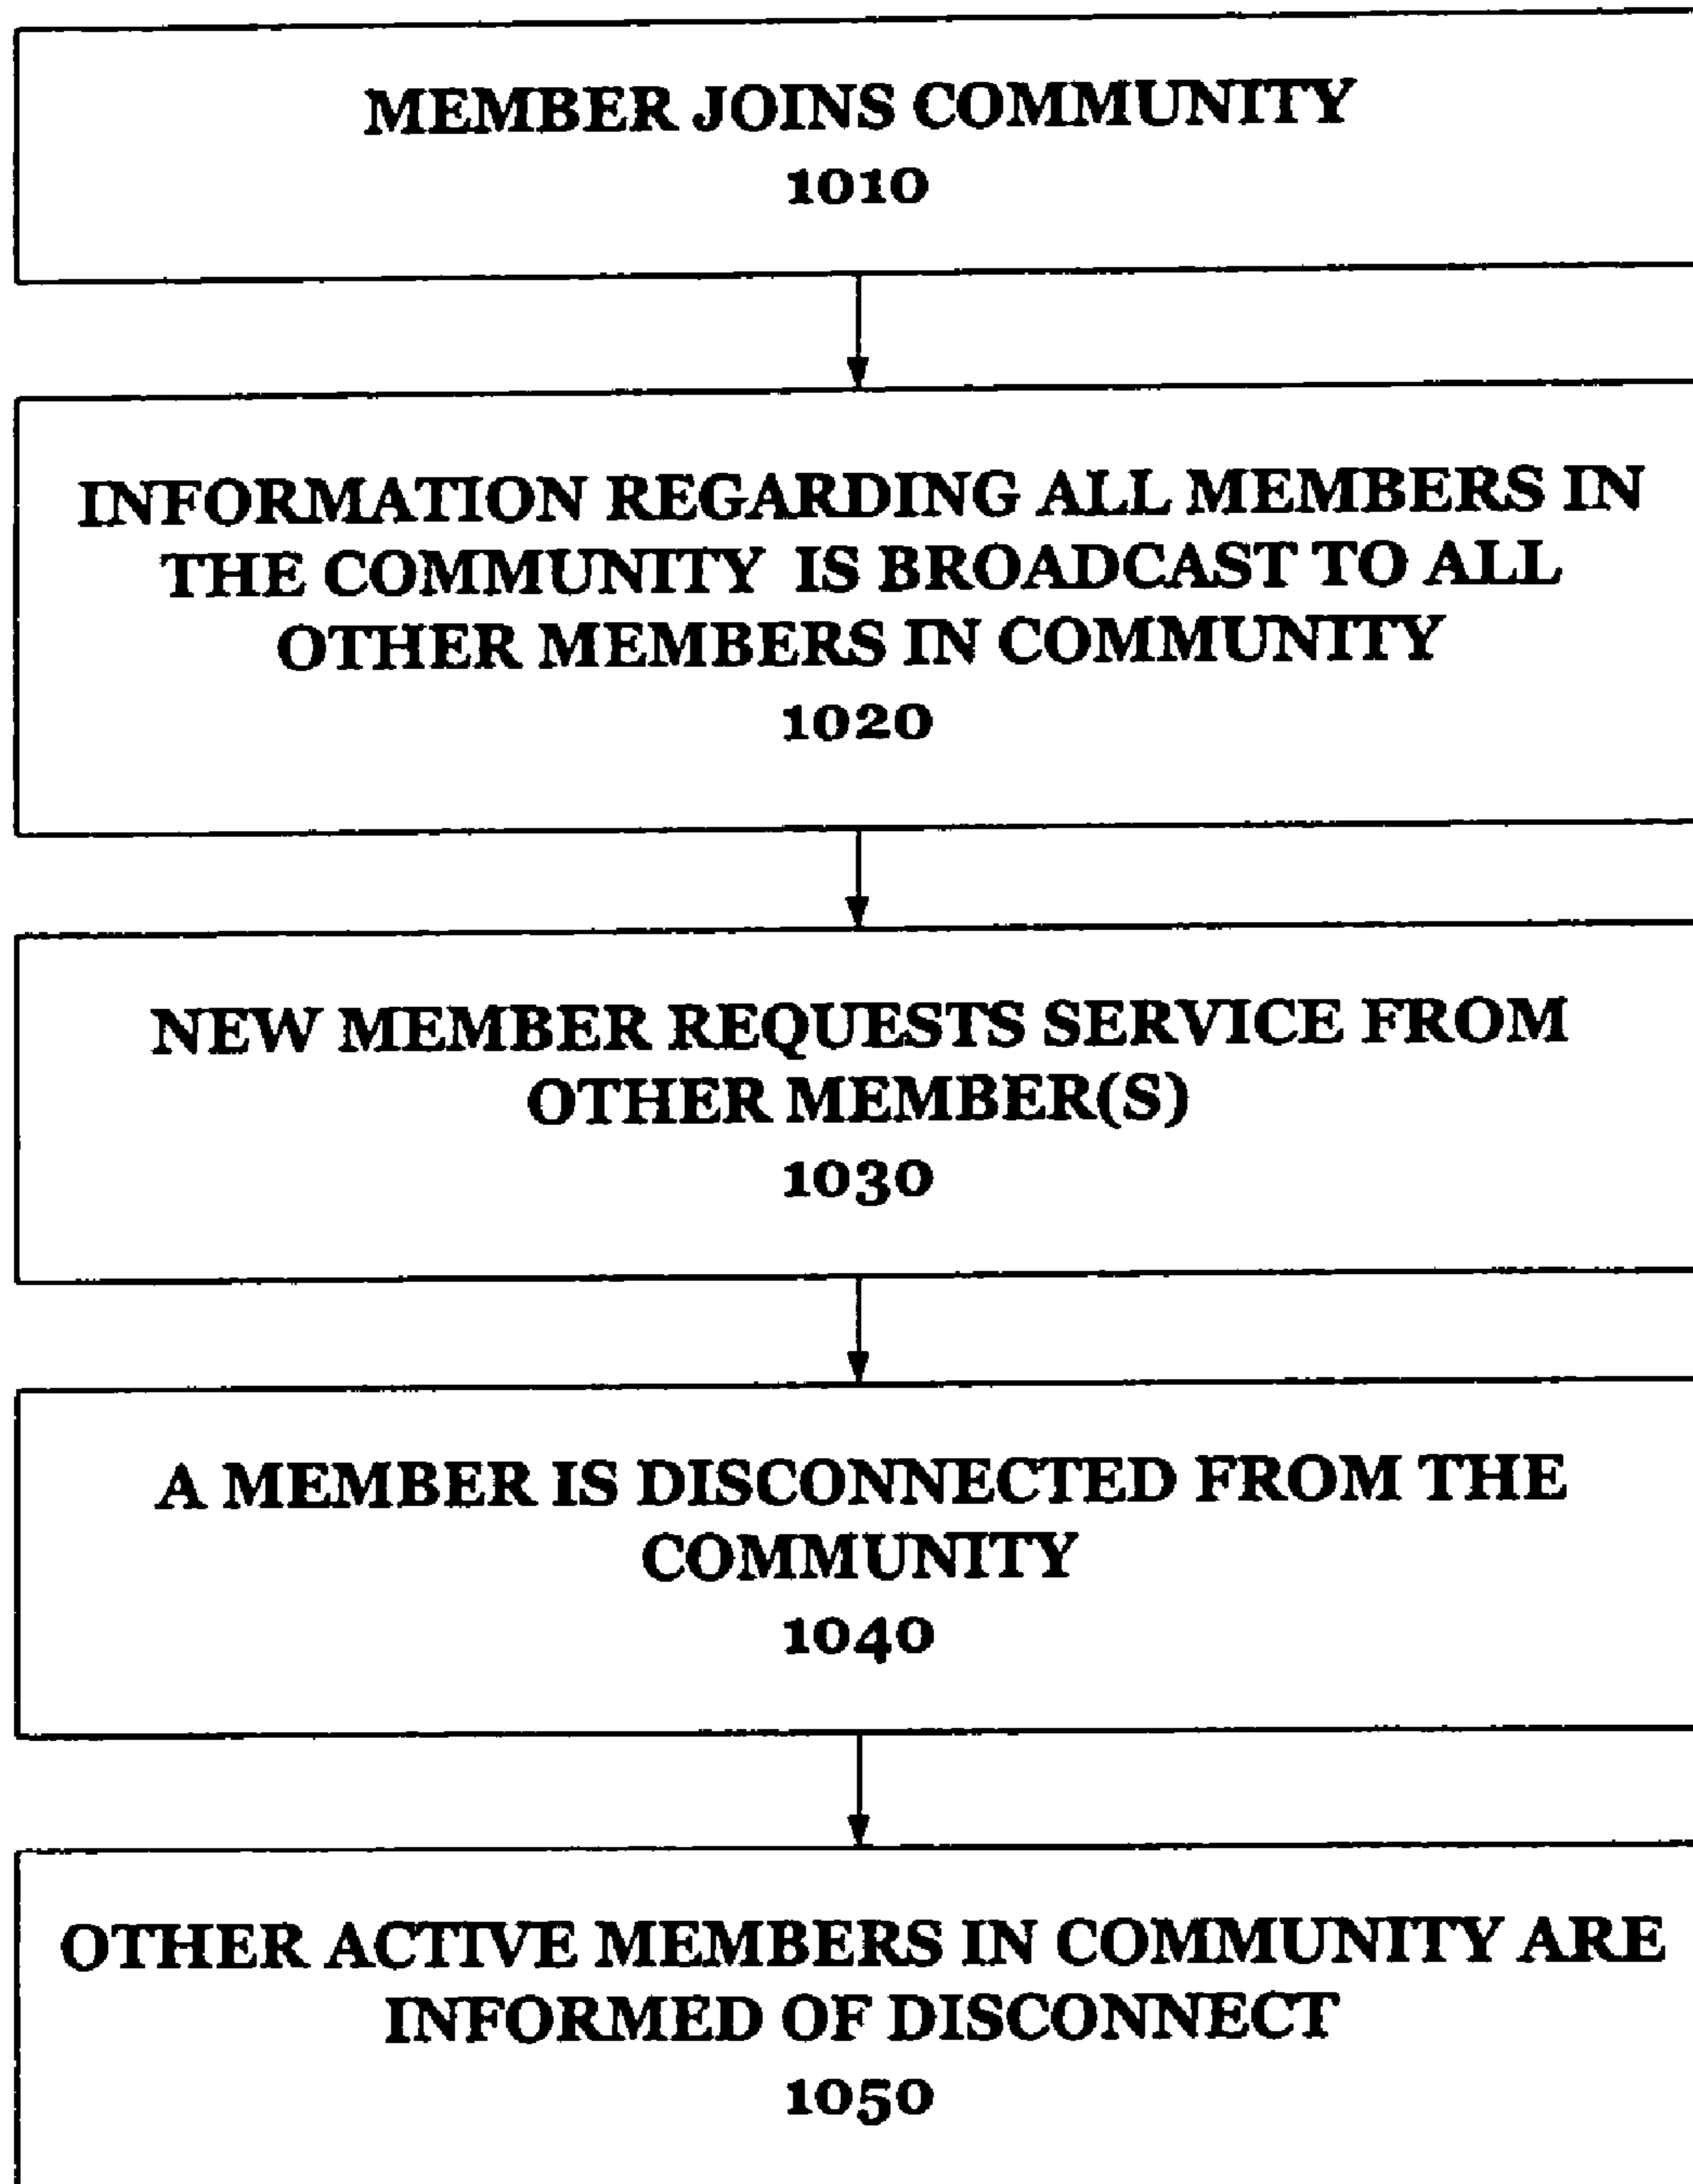 MEMBER JOINS COMMUNITY
1010
INFORMATION REGARDING ALL MEMBERS IN
THE COMMUNITY IS BROADCAST TO ALL
OTHER MEMBERS IN COMMUNITY
1020
NEW MEMBER REQUESTS SERVICE FROM
OTHER MEMBER(S)
1030
A MEMBER IS DISCONNECTED FROM THE
COMMUNITY
1040
OTHER ACTIVE MEMBERS IN COMMUNITY ARE
INFORMED OF DISCONNECT
1050